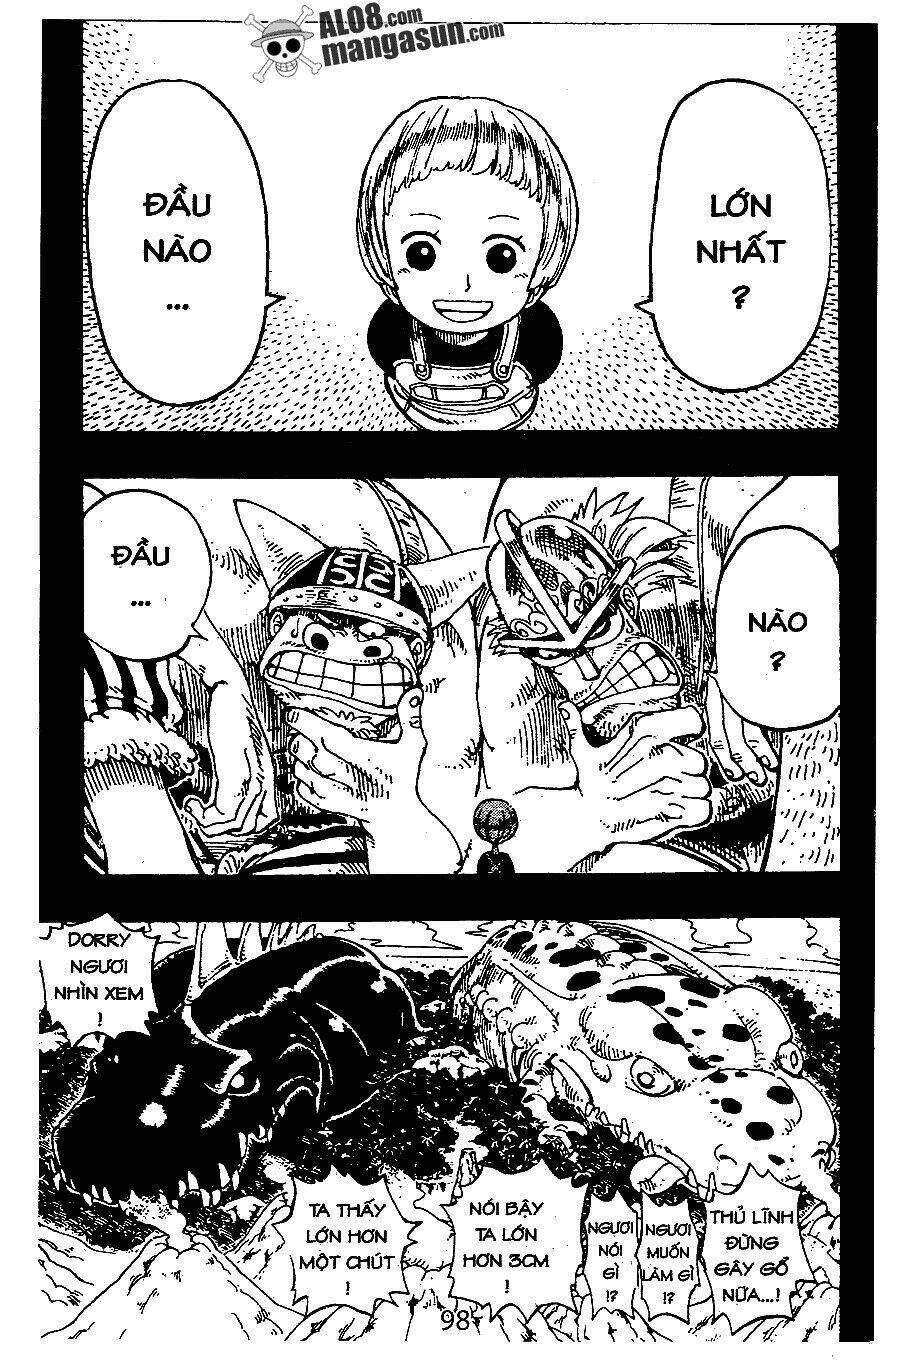 AL08.com
mangasun.com
ĐẦU
NÀO
...
LỚN
NHẤT
?
ĐẦU
...
NÀO
?
DORRY
NGƯƠI
NHÌN XEM
!
TA THẤY
LỚN HƠN
MỘT CHÚT
!
NÓI BẬY
TA LỚN
HƠN 3CM
!
NGƯƠI
NÓI
GÌ
!?
NGƯƠI
MUỐN
LÀM GÌ
!?
THỦ LĨNH
ĐỪNG
GÂY GỔ
NỮA...!
98